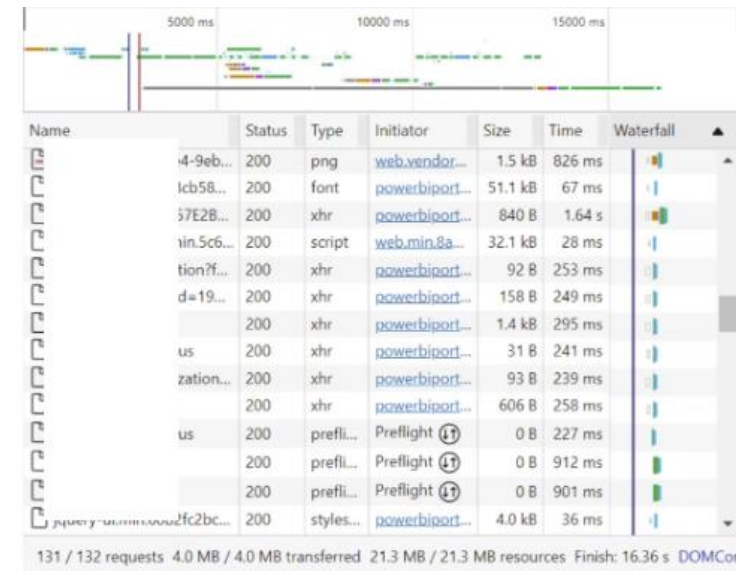 5000 ms 10000 ms 15000 ms
Name Status Type Initiator Size Time Waterfall
4-9eb... 200 png web.vendor... 1.5 kB 826 ms
cb58... 200 font powerbiport... 51.1 kB 67 ms
57E2B... 200 xhr powerbiport... 840 B 1.64 s
in.5c6... 200 script web.min.8a... 32.1 kB 28 ms
tion?f... 200 xhr powerbiport... 92 B 253 ms
d=19... 200 xhr powerbiport... 158 B 249 ms
200 xhr powerbiport... 1.4 kB 295 ms
us 200 xhr powerbiport... 31 B 241 ms
zation... 200 xhr powerbiport... 93 B 239 ms
200 xhr powerbiport... 606 B 258 ms
us 200 prefli... Preflight 0 B 227 ms
200 prefli... Preflight 0 B 912 ms
200 prefli... Preflight 0 B 901 ms
200 styles... powerbiport... 4.0 kB 36 ms
131 / 132 requests 4.0 MB / 4.0 MB transferred 21.3 MB / 21.3 MB resources Finish: 16.36 s DOMCon